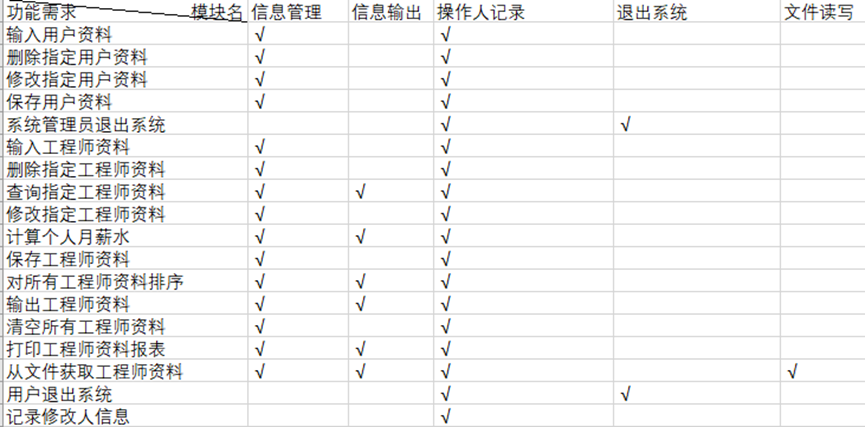 功能需求 模块名 信息管理 信息输出 操作人记录 退出系统 文件读写
输入用户资料 √ √
删除指定用户资料 √ √
修改指定用户资料 √ √
保存用户资料 √ √
系统管理员退出系统 √ √
输入工程师资料 √ √
删除指定工程师资料 √ √
查询指定工程师资料 √ √ √
修改指定工程师资料 √ √
计算个人月薪水 √ √ √
保存工程师资料 √ √
对所有工程师资料排序 √ √ √
输出工程师资料 √ √ √
清空所有工程师资料 √ √
打印工程师资料报表 √ √ √
从文件获取工程师资料 √ √ √ √
用户退出系统 √ √
记录修改人信息 √